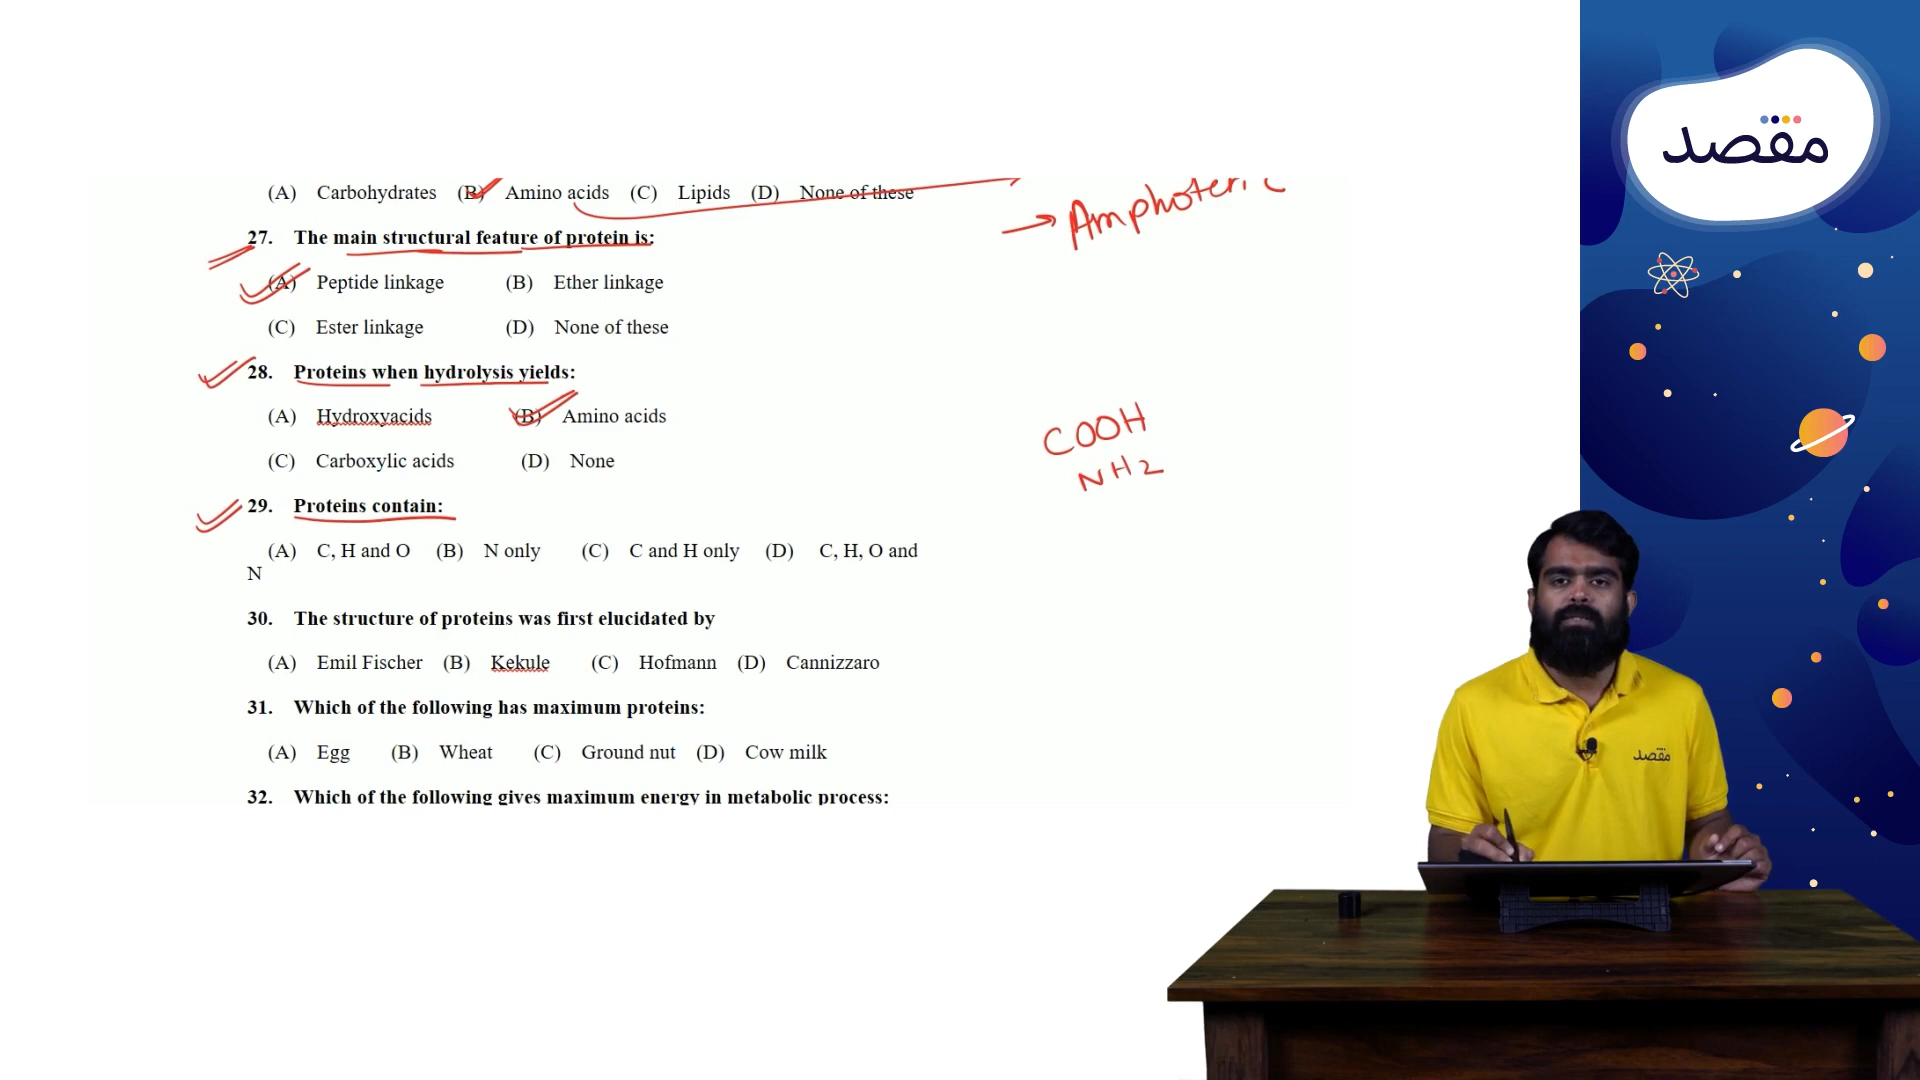 (A) Carbohydrates (B) Amino acids (C) Lipids (D) None of these
→ Amphoteric
27. The main structural feature of protein is:
(A) Peptide linkage (B) Ether linkage
(C) Ester linkage (D) None of these
28. Proteins when hydrolysis yields:
(A) Hydroxyacids (B) Amino acids
(C) Carboxylic acids (D) None
COOH
NH2
29. Proteins contain:
(A) C, H and O (B) N only (C) C and H only (D) C, H, O and
N
30. The structure of proteins was first elucidated by
(A) Emil Fischer (B) Kekule (C) Hofmann (D) Cannizzaro
31. Which of the following has maximum proteins:
(A) Egg (B) Wheat (C) Ground nut (D) Cow milk
32. Which of the following gives maximum energy in metabolic process:
مقصد
مقصد